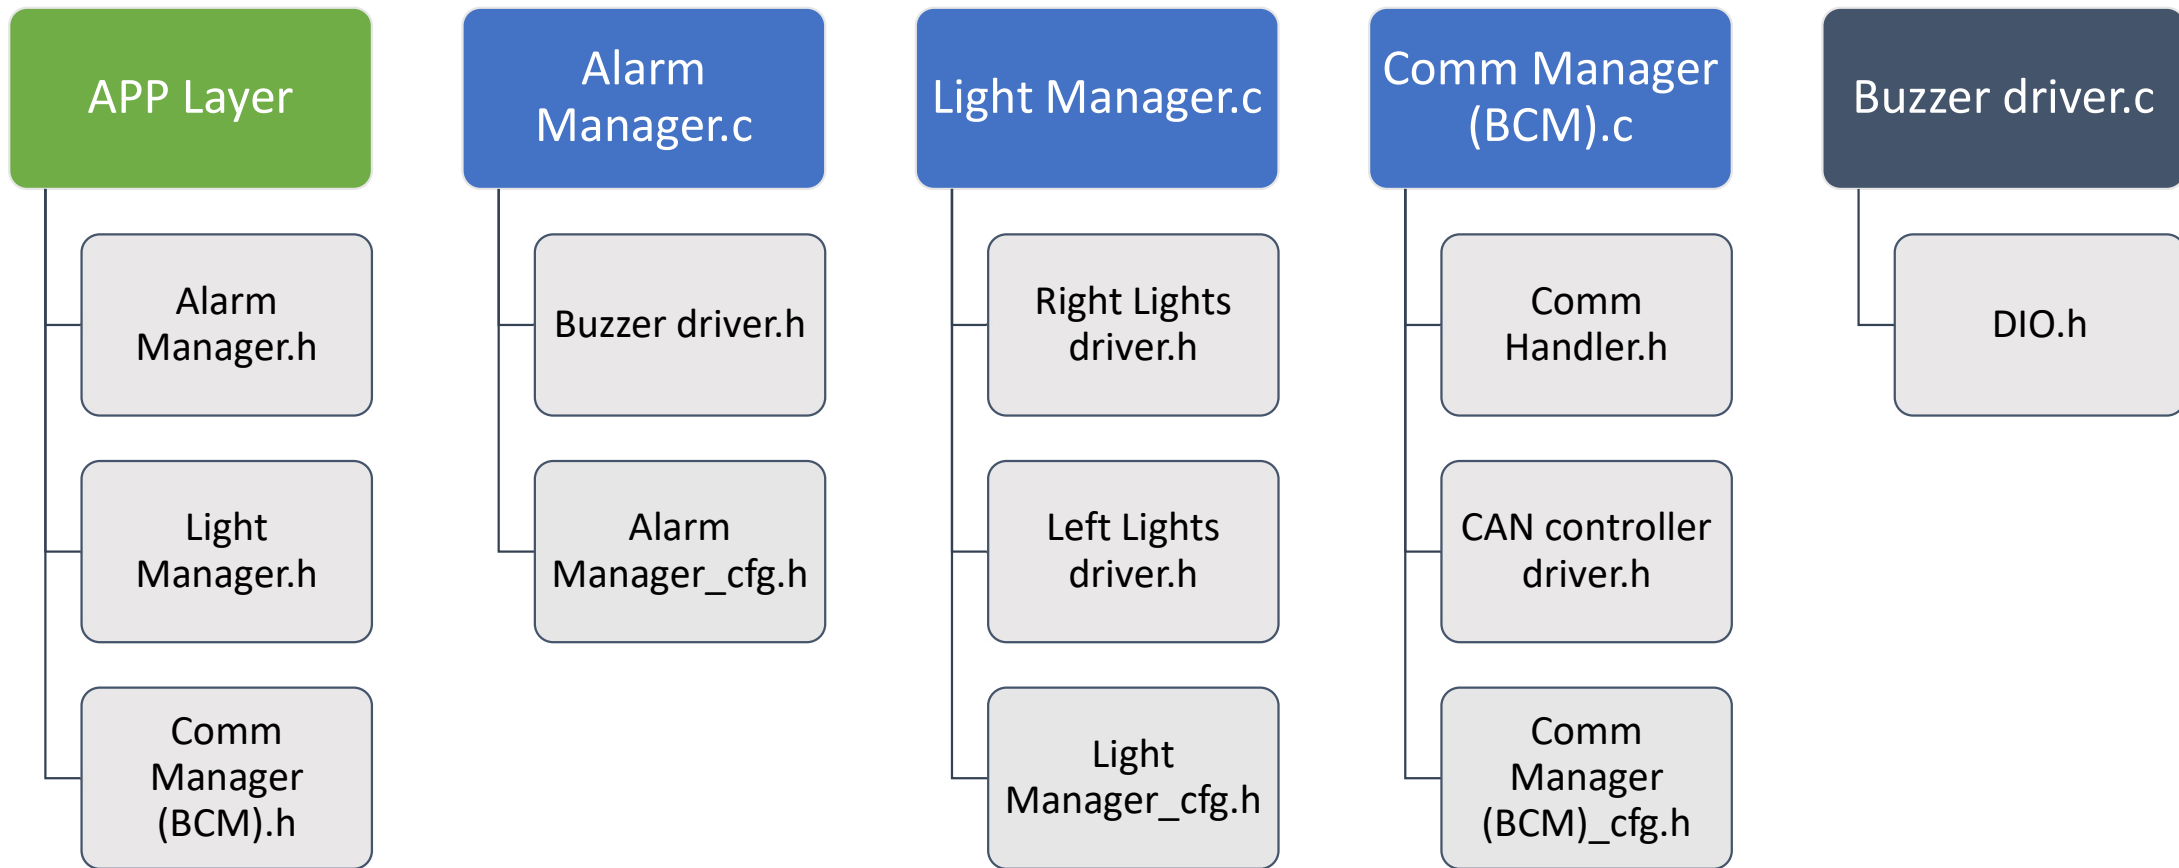 APP Layer
Alarm
Manager.h
Light
Manager.h
Comm
Manager
(BCM).h
Alarm
Manager.c
Buzzer driver.h
Alarm
Manager_cfg.h
Light Manager.c
Right Lights
driver.h
Left Lights
driver.h
Light
Manager_cfg.h
Comm Manager
(BCM).c
Comm
Handler.h
CAN controller
driver.h
Comm
Manager
(BCM)_cfg.h
Buzzer driver.c
DIO.h